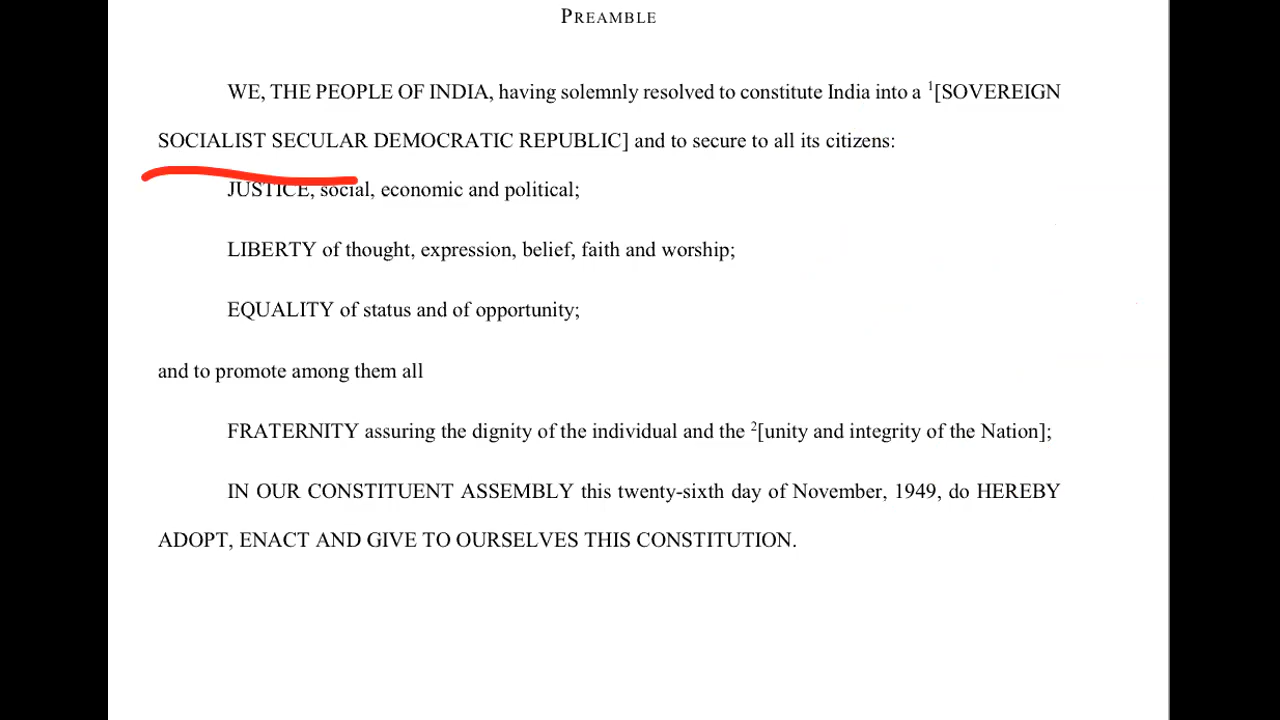 PREAMBLE
WE, THE PEOPLE OF INDIA, having solemnly resolved to constitute India into a ¹[SOVEREIGN
SOCIALIST SECULAR DEMOCRATIC REPUBLIC] and to secure to all its citizens:
JUSTICE, social, economic and political;
LIBERTY of thought, expression, belief, faith and worship;
EQUALITY of status and of opportunity;
and to promote among them all
FRATERNITY assuring the dignity of the individual and the ²[unity and integrity of the Nation];
IN OUR CONSTITUENT ASSEMBLY this twenty-sixth day of November, 1949, do HEREBY
ADOPT, ENACT AND GIVE TO OURSELVES THIS CONSTITUTION.